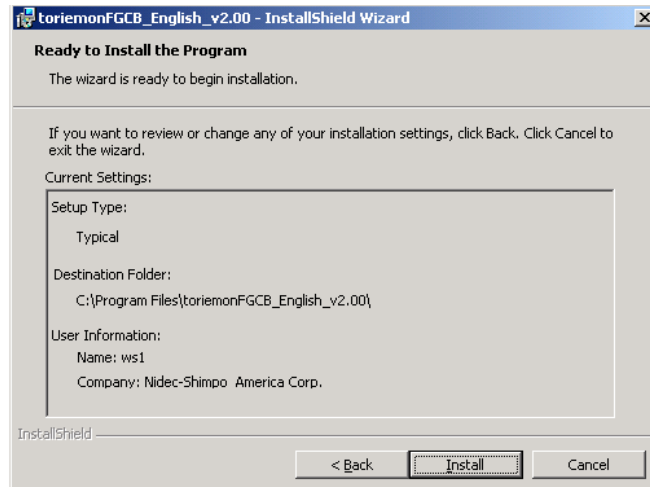 toriemonFGCB_English_v2.00 - InstallShield Wizard
Ready to Install the Program
The wizard is ready to begin installation.
If you want to review or change any of your installation settings, click Back. Click Cancel to
exit the wizard.
Current Settings:
Setup Type:
Typical
Destination Folder:
C:\Program Files\toriemonFGCB_English_v2.00\
User Information:
Name: ws1
Company: Nidec-Shimpo America Corp.
InstallShield
< Back
Install
Cancel